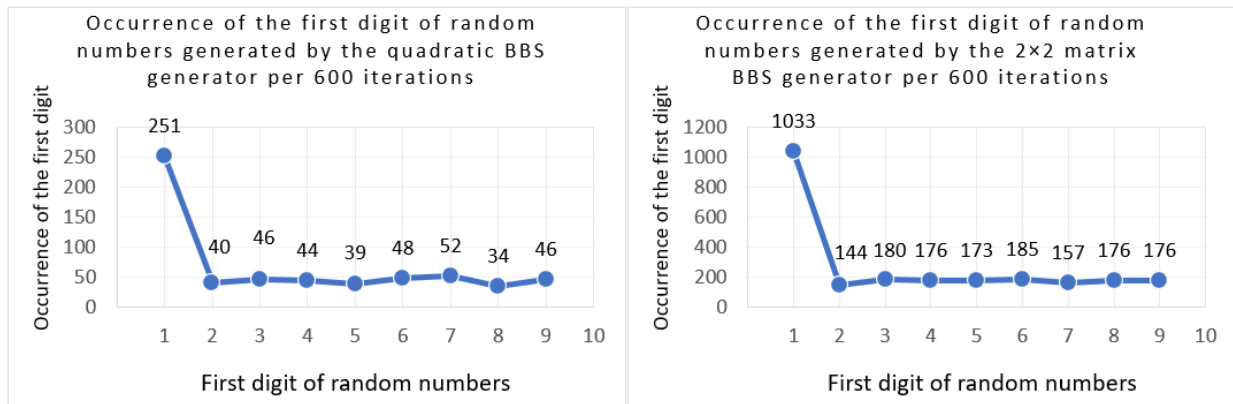 Occurrence of the first digit of random
numbers generated by the quadratic BBS
generator per 600 iterations
Occurrence of the first digit
300
250
200
150
100
50
0
251
40
46
44
39
48
52
34
46
1 2 3 4 5 6 7 8 9 10
First digit of random numbers
Occurrence of the first digit of random
numbers generated by the 2×2 matrix
BBS generator per 600 iterations
Occurrence of the first digit
1200
1000
800
600
400
200
0
1033
144
180
176
173
185
157
176
176
1 2 3 4 5 6 7 8 9 10
First digit of random numbers